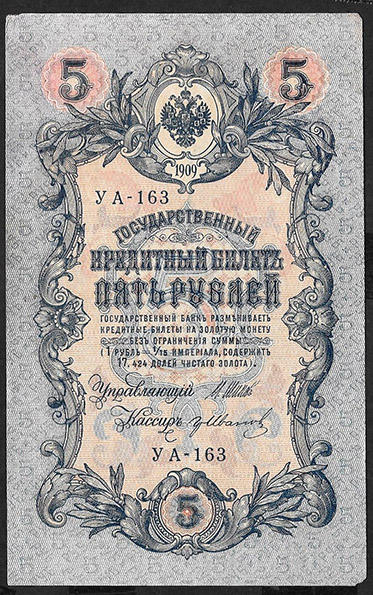 5 5
1909
УА-163
ГОСУДАРСТВЕННЫЙ
КРЕДИТНЫЙ БИЛЕТЪ
ПЯТЬ РУБЛЕЙ
ГОСУДАРСТВЕННЫЙ БАНКЪ РАЗМѢНИВАЕТЪ
КРЕДИТНЫЕ БИЛЕТЫ НА ЗОЛОТУЮ МОНЕТУ
БЕЗЪ ОГРАНИЧЕНІЯ СУММЫ
(1 РУБЛЬ = 1/15 ИМПЕРІАЛА, СОДЕРЖИТЪ
17,424 ДОЛЕЙ ЧИСТАГО ЗОЛОТА).
Управляющій
Кассиръ
УА-163
5